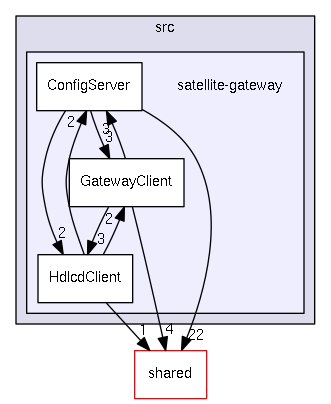 src
ConfigServer
satellite-gateway
2
3
3
GatewayClient
2
2
3
HdlcdClient
1
4
22
shared